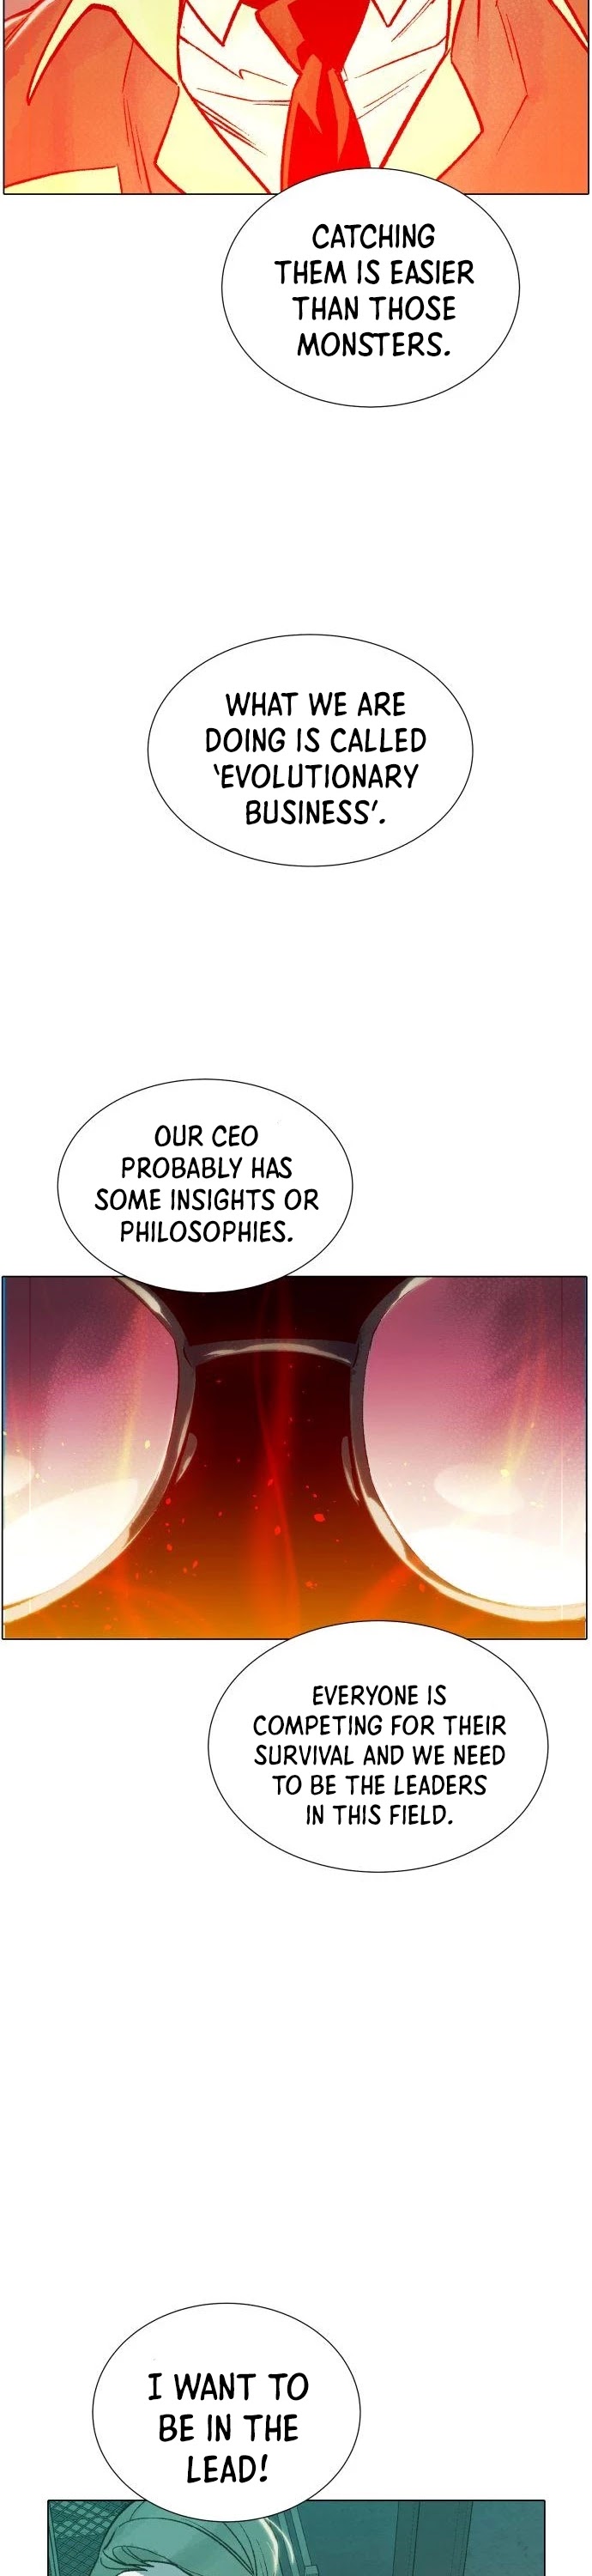 CATCHING
THEM IS EASIER
THAN THOSE
MONSTERS.
WHAT WE ARE
DOING IS CALLED
'EVOLUTIONARY
BUSINESS'.
OUR CEO
PROBABLY HAS
SOME INSIGHTS OR
PHILOSOPHIES.
EVERYONE IS
COMPETING FOR THEIR
SURVIVAL AND WE NEED
TO BE THE LEADERS
IN THIS FIELD.
I WANT TO
BE IN THE
LEAD!